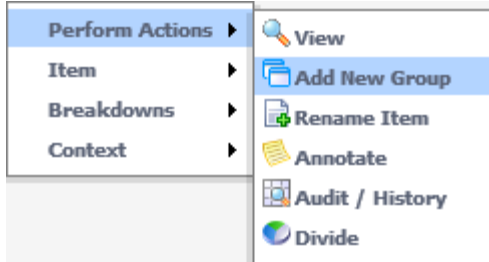 Perform Actions
Item
Breakdowns
Context
View
Add New Group
Rename Item
Annotate
Audit / History
Divide